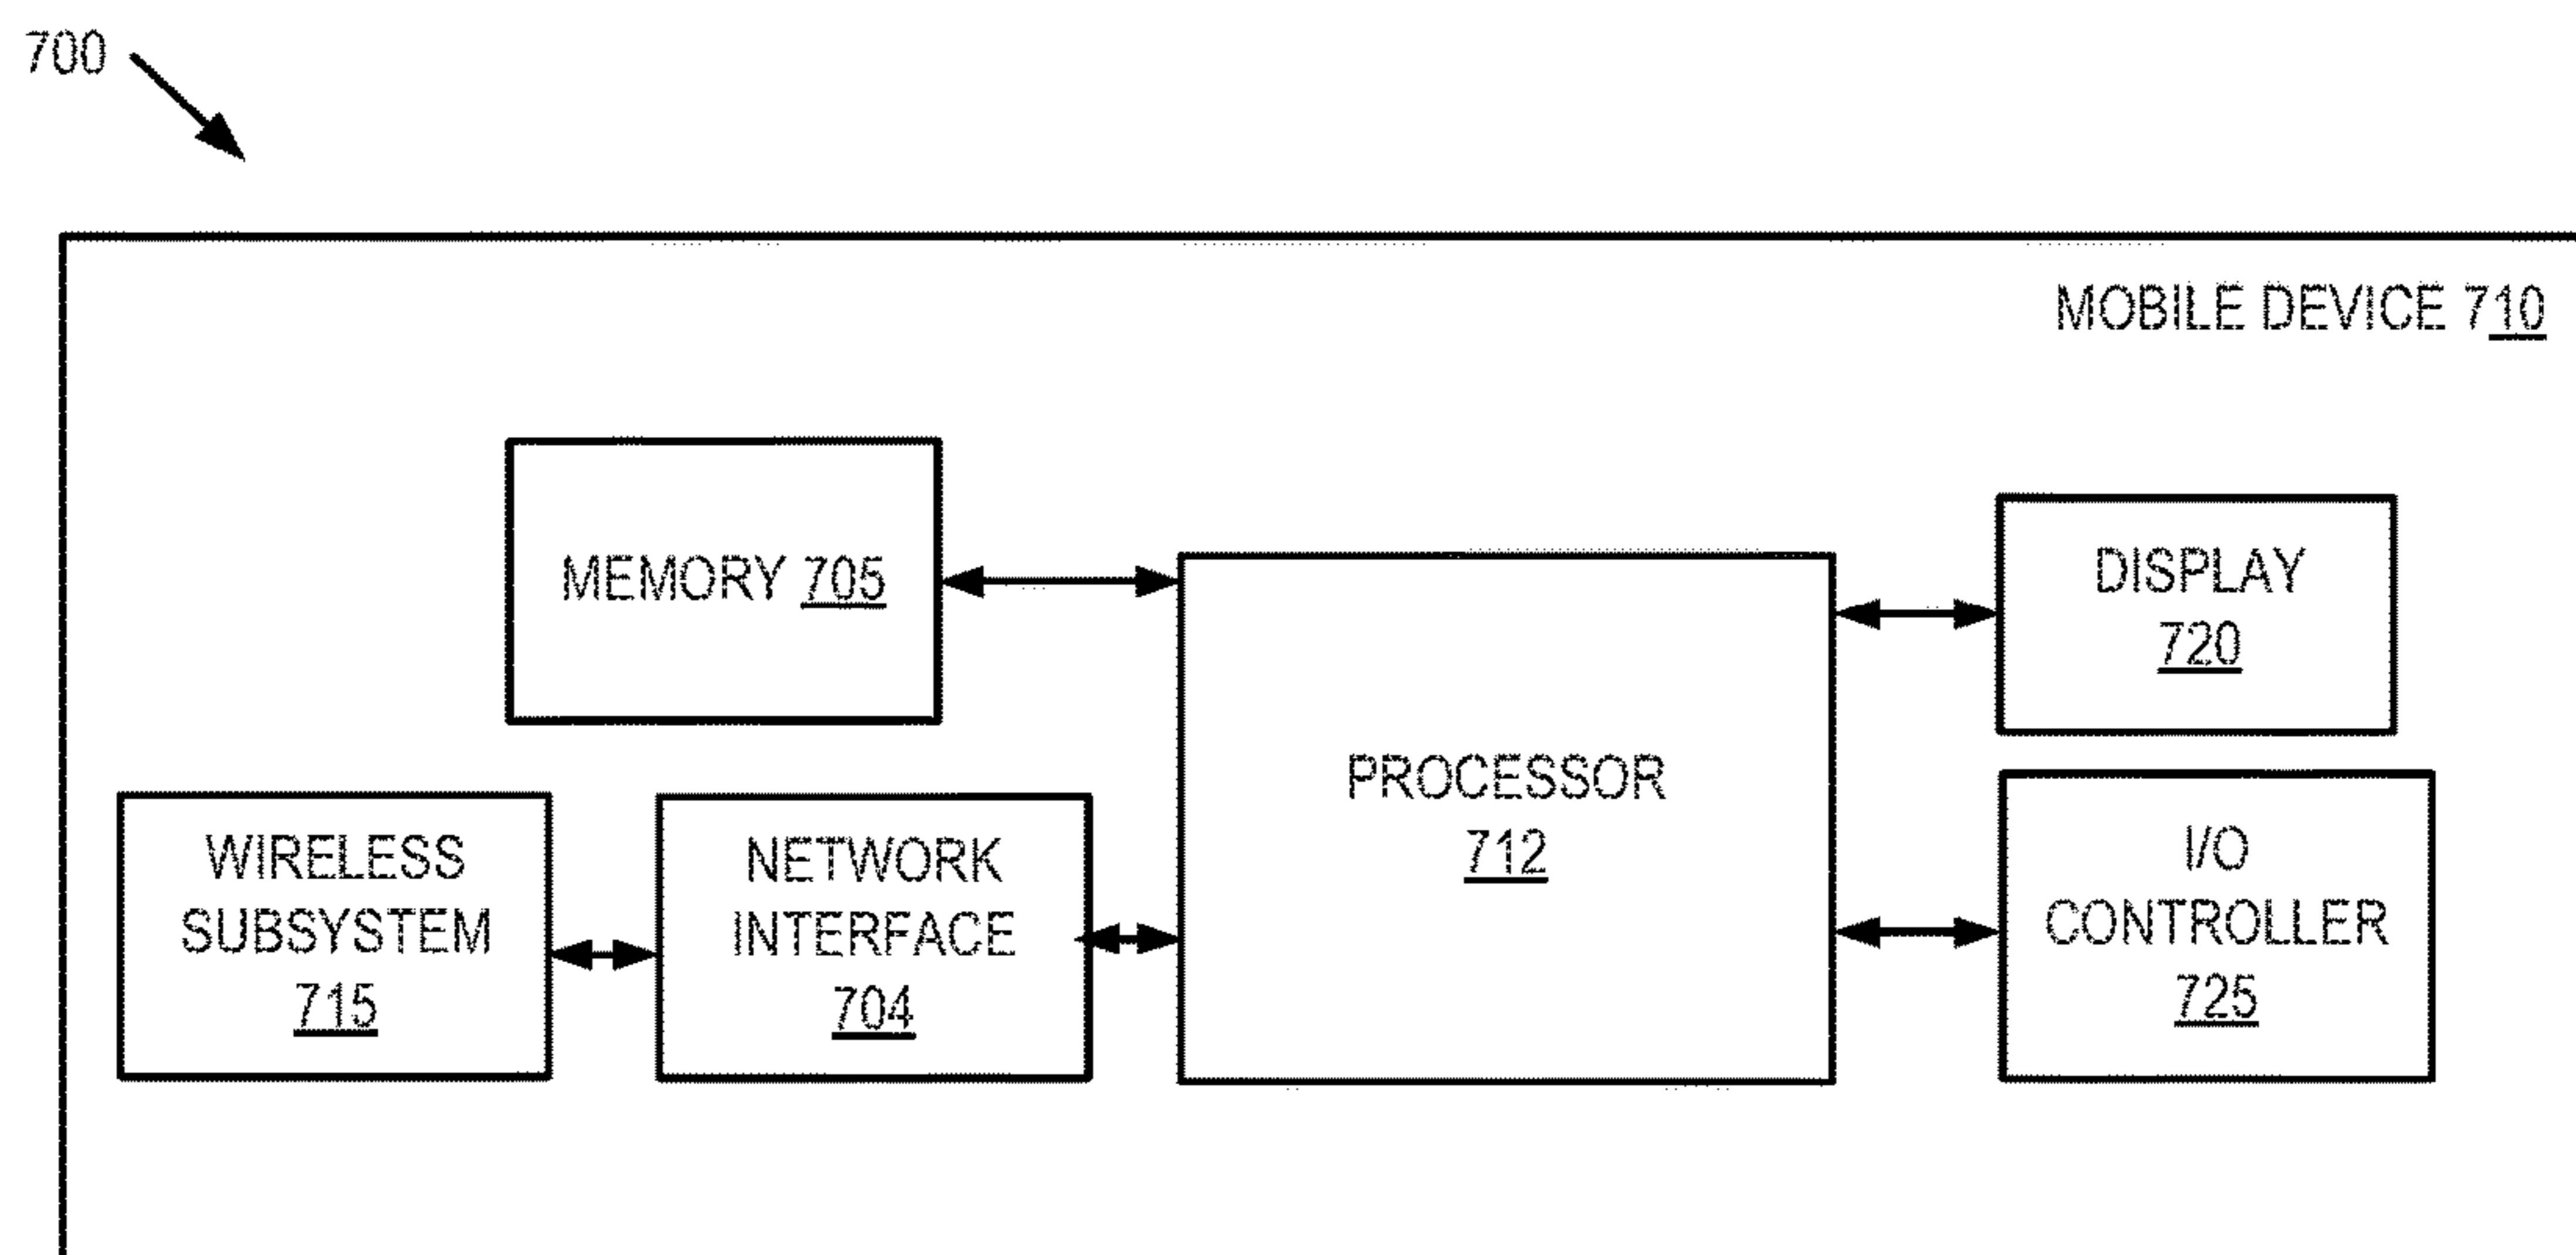 700
MOBILE DEVICE 710
MEMORY 705
DISPLAY
720
PROCESSOR
712
WIRELESS
SUBSYSTEM
715
NETWORK
INTERFACE
704
I/O
CONTROLLER
725